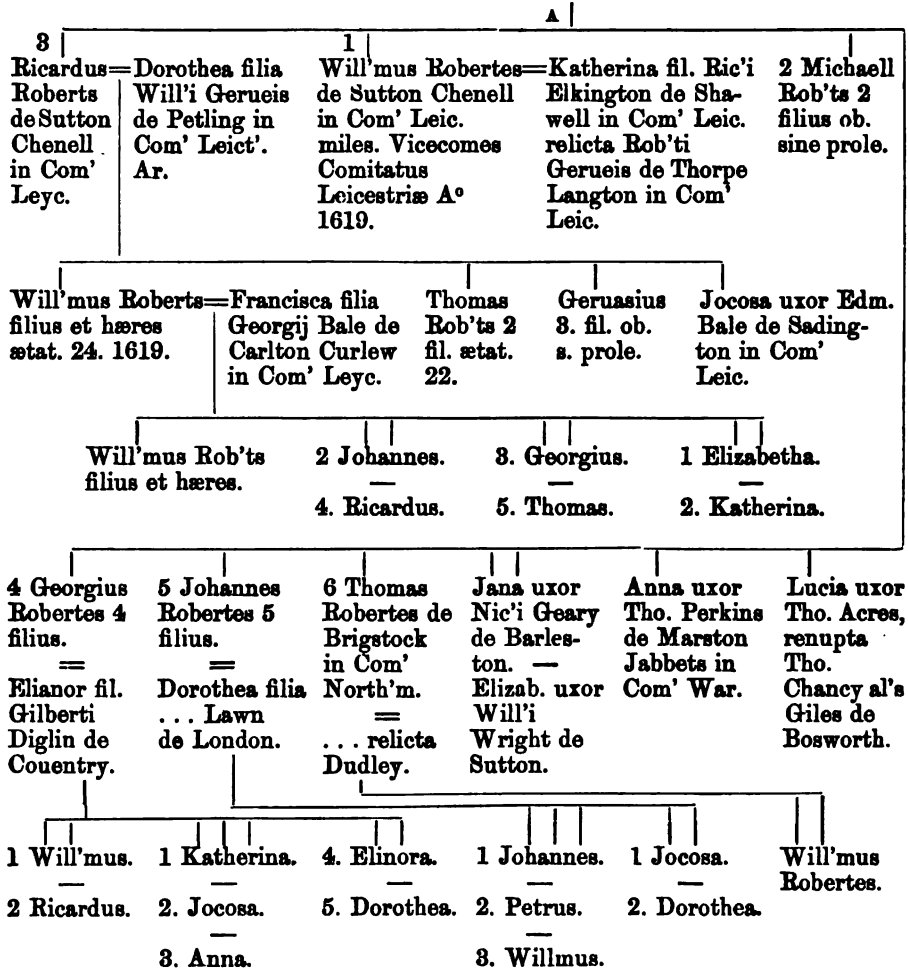 A
3
Ricardus=Dorothea filia
Roberts Will'i Gerueis
de Sutton de Petling in
Chenell Com' Leict'.
in Com' Ar.
Leyc.
1
Will'mus Robertes=Katherina fil. Ric'i
de Sutton Chenell Elkington de Sha-
in Com' Leic. well in Com' Leic.
miles. Vicecomes relicta Rob'ti
Comitatus Gerueis de Thorpe
Leicestriæ Aº Langton in Com'
1619. Leic.
2 Michaell
Rob'ts 2
filius ob.
sine prole.
Will'mus Roberts=Francisca filia
filius et hæres Georgij Bale de
ætat. 24. 1619. Carlton Curlew
in Com' Leyc.
Thomas
Rob'ts 2
fil. ætat.
22.
Geruasius
3. fil. ob.
s. prole.
Jocosa uxor Edm.
Bale de Sading-
ton in Com'
Leic.
Will'mus Rob'ts
filius et hæres.
2 Johannes.
—
4. Ricardus.
3. Georgius.
—
5. Thomas.
1 Elizabetha.
—
2. Katherina.
4 Georgius
Robertes 4
filius.
=
Elianor fil.
Gilberti
Diglin de
Couentry.
5 Johannes
Robertes 5
filius.
=
Dorothea filia
... Lawn
de London.
6 Thomas
Robertes de
Brigstock
in Com'
North'm.
=
... relicta
Dudley.
Jana uxor
Nic'i Geary
de Barles-
ton. —
Elizab. uxor
Will'i
Wright de
Sutton.
Anna uxor
Tho. Perkins
de Marston
Jabbets in
Com' War.
Lucia uxor
Tho. Acres,
renupta
Tho.
Chancy al's
Giles de
Bosworth.
1 Will'mus.
—
2 Ricardus.
1 Katherina.
—
2. Jocosa.
—
3. Anna.
4. Elinora.
—
5. Dorothea.
1 Johannes.
—
2. Petrus.
—
3. Willmus.
1 Jocosa.
—
2. Dorothea.
Will'mus
Robertes.